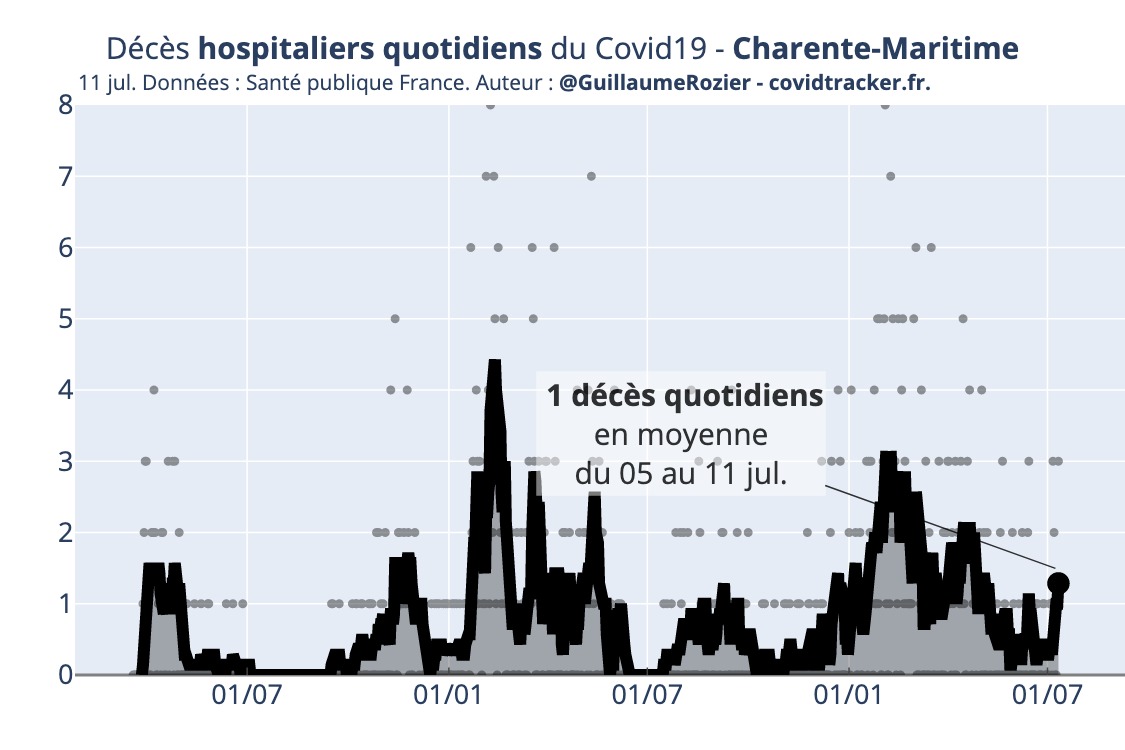 Décès hospitaliers quotidiens du Covid19 - Charente-Maritime
11 jul. Données : Santé publique France. Auteur : @GuillaumeRozier - covidtracker.fr.
8
7
6
5
4
3
2
1
0
1 décès quotidiens
en moyenne
du 05 au 11 jul.
01/07 01/01 01/07 01/01 01/07